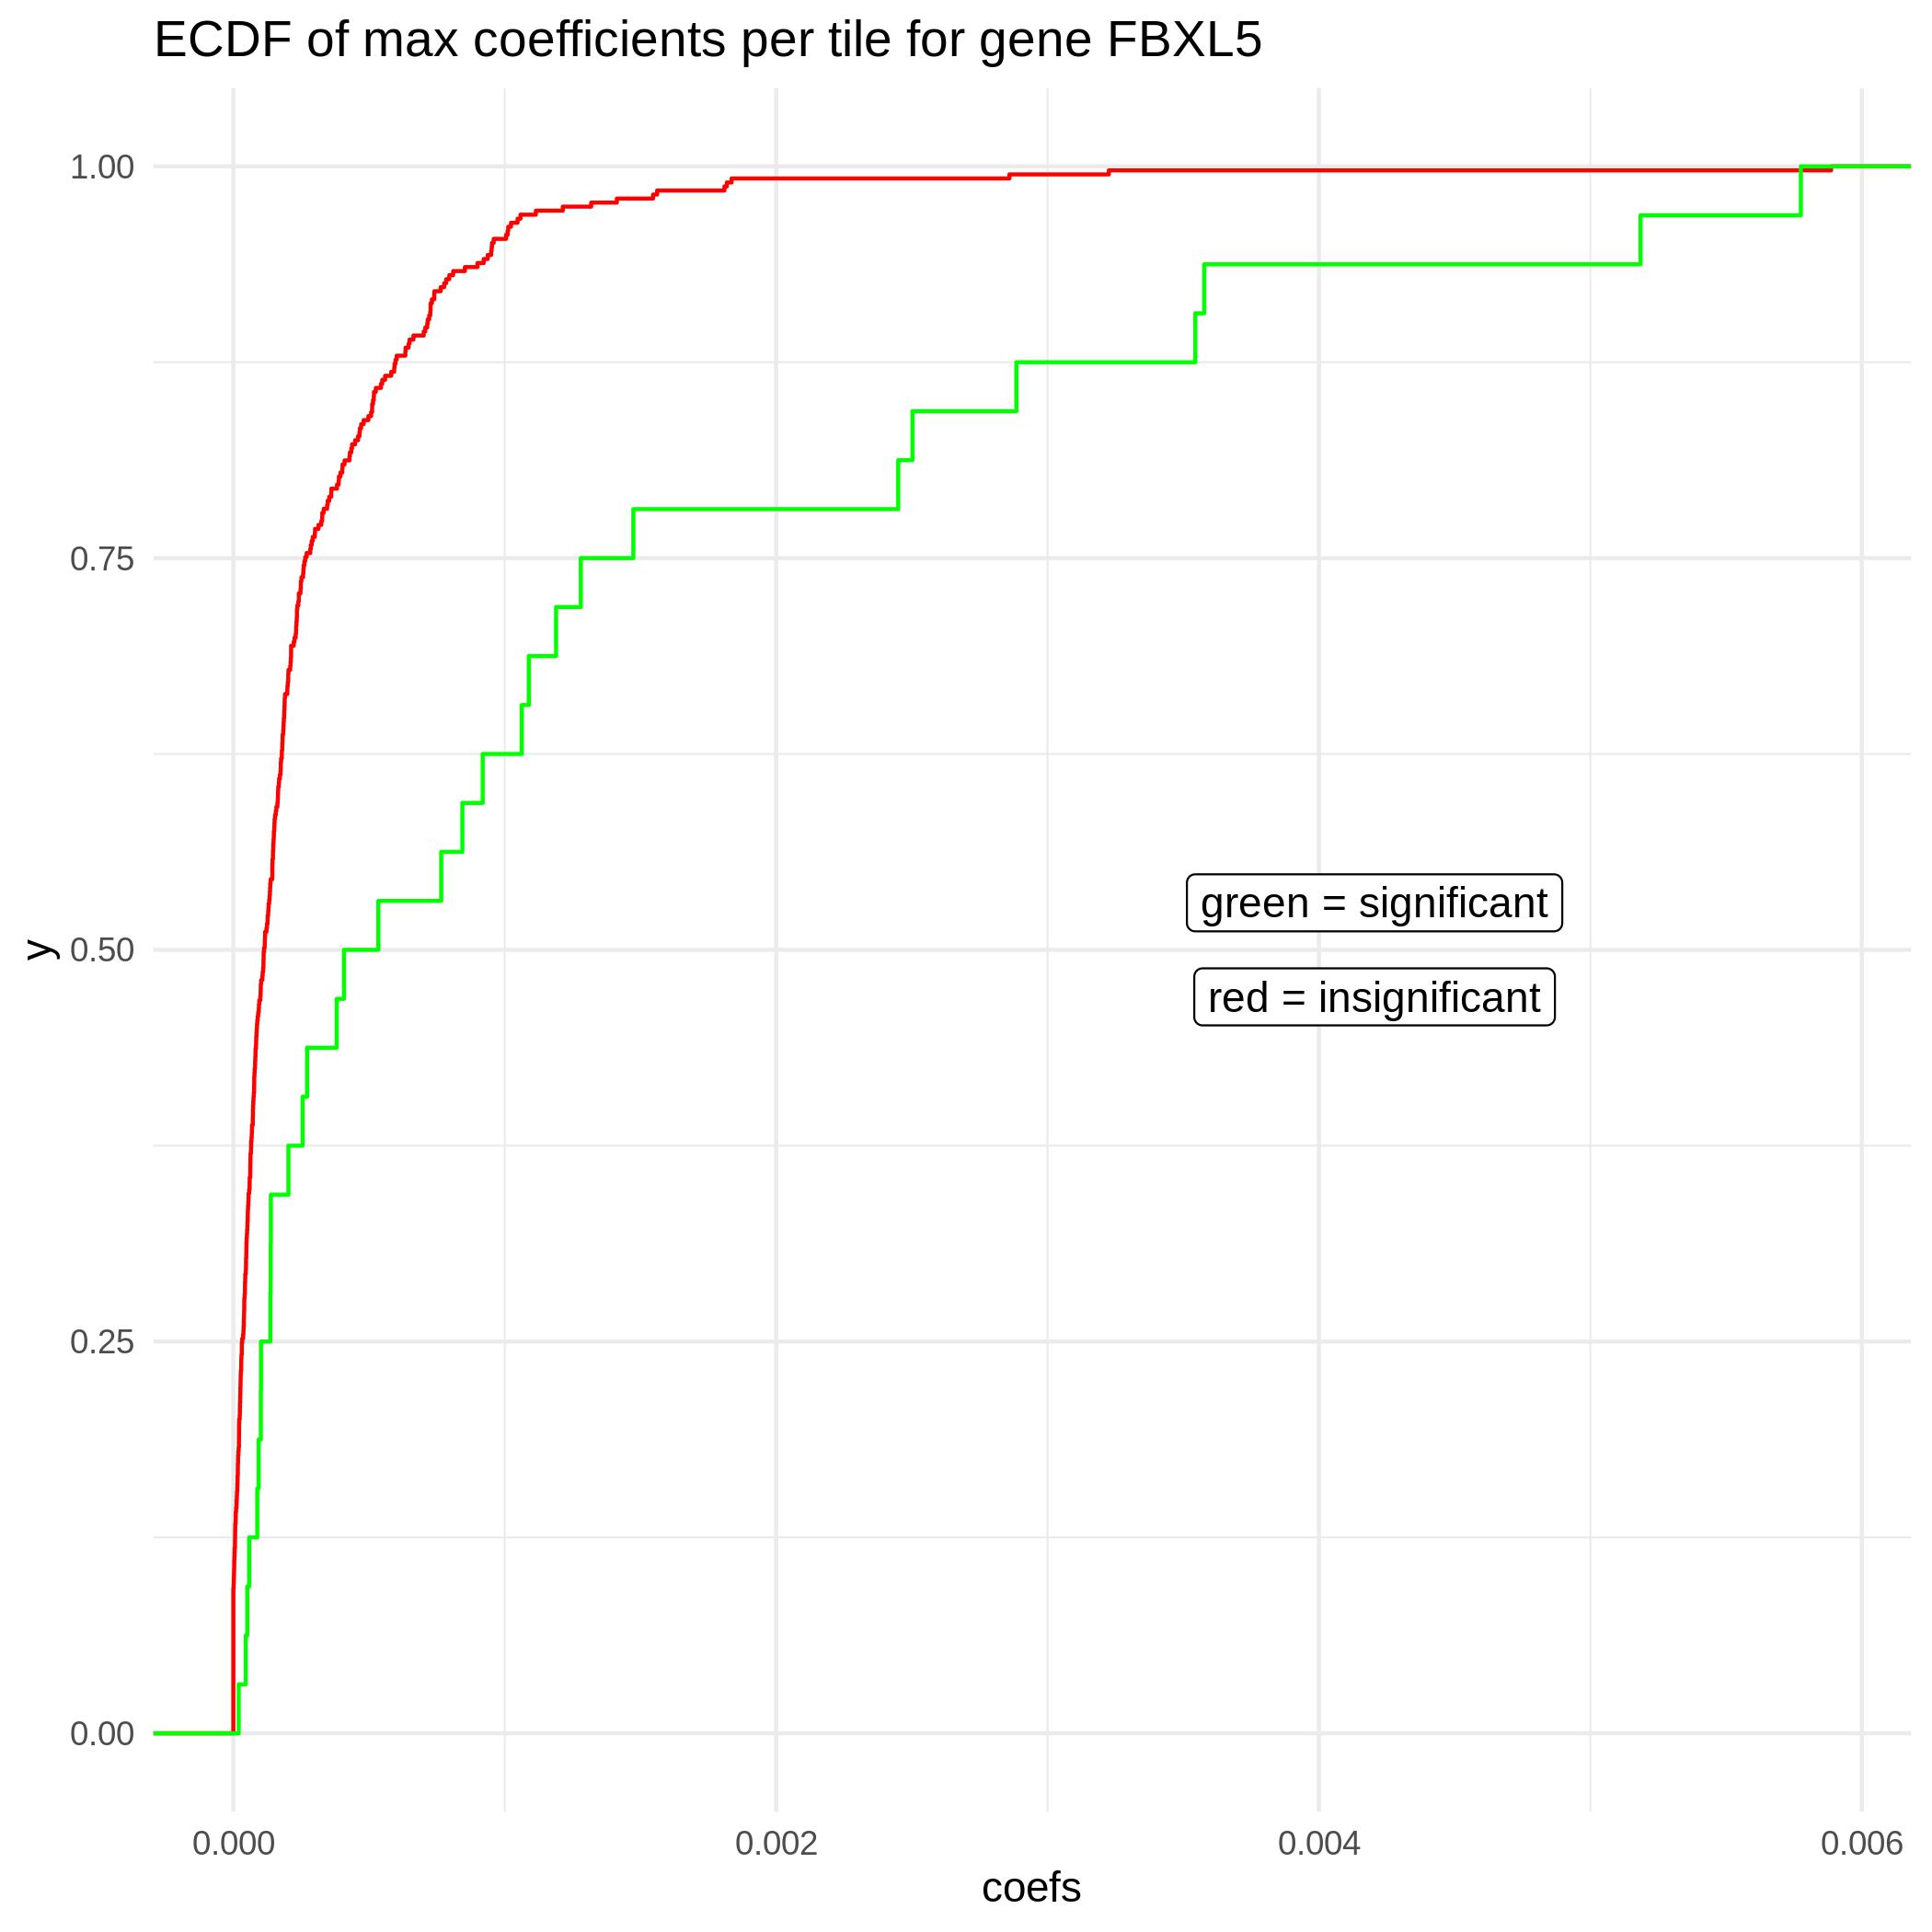 ECDF of max coefficients per tile for gene FBXL5
1.00
0.75
0.50
0.25
0.00
y
green = significant
red = insignificant
0.000 0.002 0.004 0.006
coefs